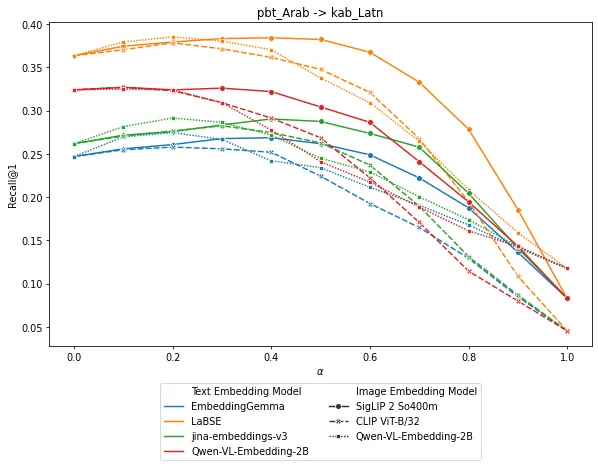 pbt_Arab -> kab_Latn
Recall@1
0.40
0.35
0.30
0.25
0.20
0.15
0.10
0.05
0.0 0.2 0.4 0.6 0.8 1.0
α
Text Embedding Model
EmbeddingGemma
LaBSE
jina-embeddings-v3
Qwen-VL-Embedding-2B
Image Embedding Model
SigLIP 2 So400m
CLIP ViT-B/32
Qwen-VL-Embedding-2B